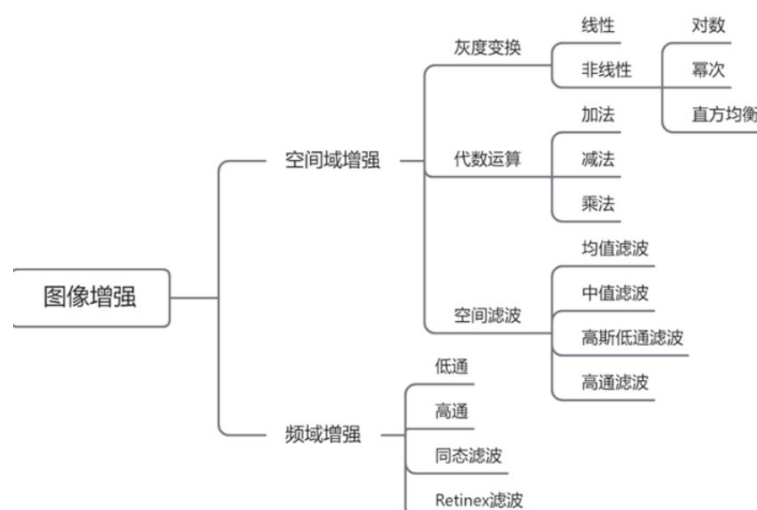 图像增强
空间域增强
灰度变换
线性
非线性
对数
幂次
直方均衡
代数运算
加法
减法
乘法
空间滤波
均值滤波
中值滤波
高斯低通滤波
高通滤波
频域增强
低通
高通
同态滤波
Retinex滤波